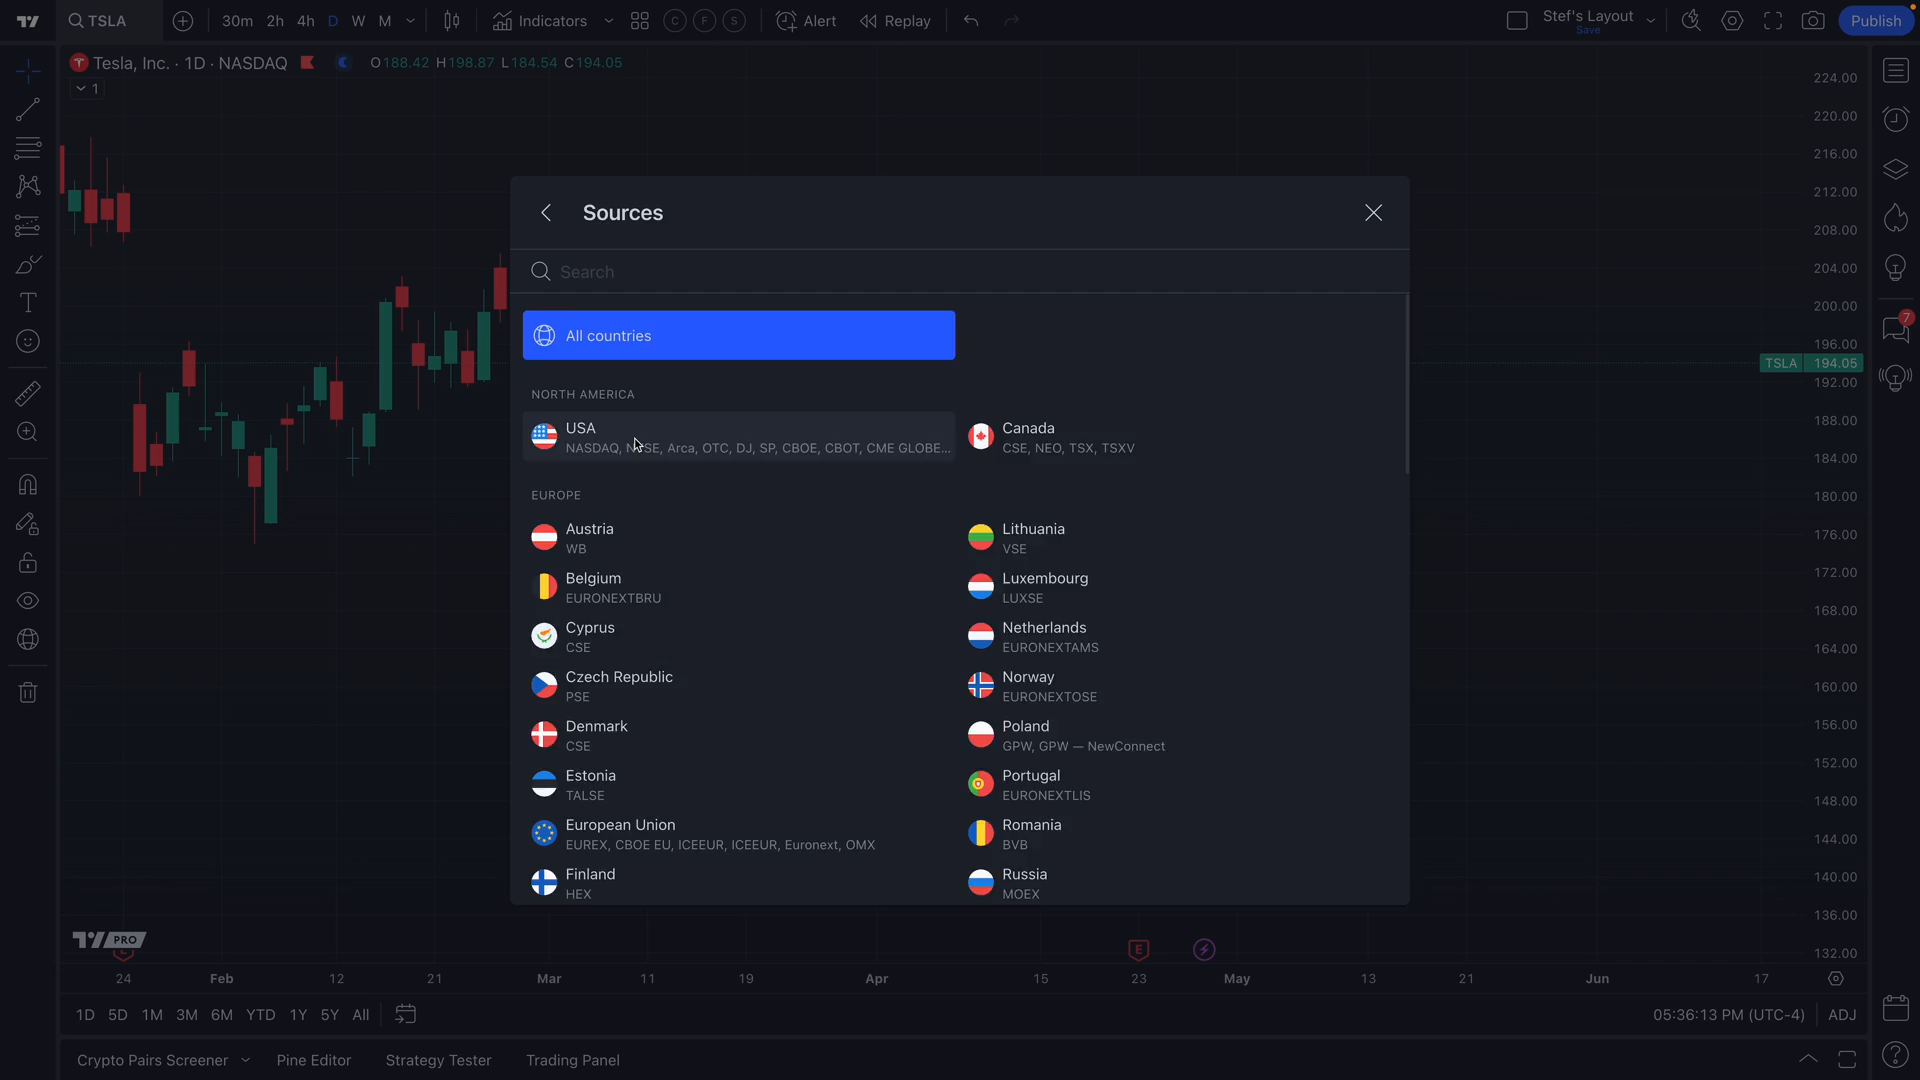 TSLA
30m 2h 4h D W M
Indicators
C F S
Alert
Replay
Stef's Layout
Save
Publish
Tesla, Inc. · 1D · NASDAQ
O188.42 H198.87 L184.54 C194.05
1
Sources
Search
All countries
NORTH AMERICA
USA
NASDAQ, NYSE, Arca, OTC, DJ, SP, CBOE, CBOT, CME GLOBE...
Canada
CSE, NEO, TSX, TSXV
EUROPE
Austria
WB
Lithuania
VSE
Belgium
EURONEXTBRU
Luxembourg
LUXSE
Cyprus
CSE
Netherlands
EURONEXTAMS
Czech Republic
PSE
Norway
EURONEXTOSE
Denmark
CSE
Poland
GPW, GPW — NewConnect
Estonia
TALSE
Portugal
EURONEXTLIS
European Union
EUREX, CBOE EU, ICEEUR, ICEEUR, Euronext, OMX
Romania
BVB
Finland
HEX
Russia
MOEX
224.00
220.00
216.00
212.00
208.00
204.00
200.00
196.00
TSLA 194.05
192.00
188.00
184.00
180.00
176.00
172.00
168.00
164.00
160.00
156.00
152.00
148.00
144.00
140.00
136.00
132.00
7
PRO
E
E
24 Feb 12 21 Mar 11 19 Apr 15 23 May 13 21 Jun 17
1D 5D 1M 3M 6M YTD 1Y 5Y All
05:36:13 PM (UTC-4)
ADJ
Crypto Pairs Screener
Pine Editor
Strategy Tester
Trading Panel